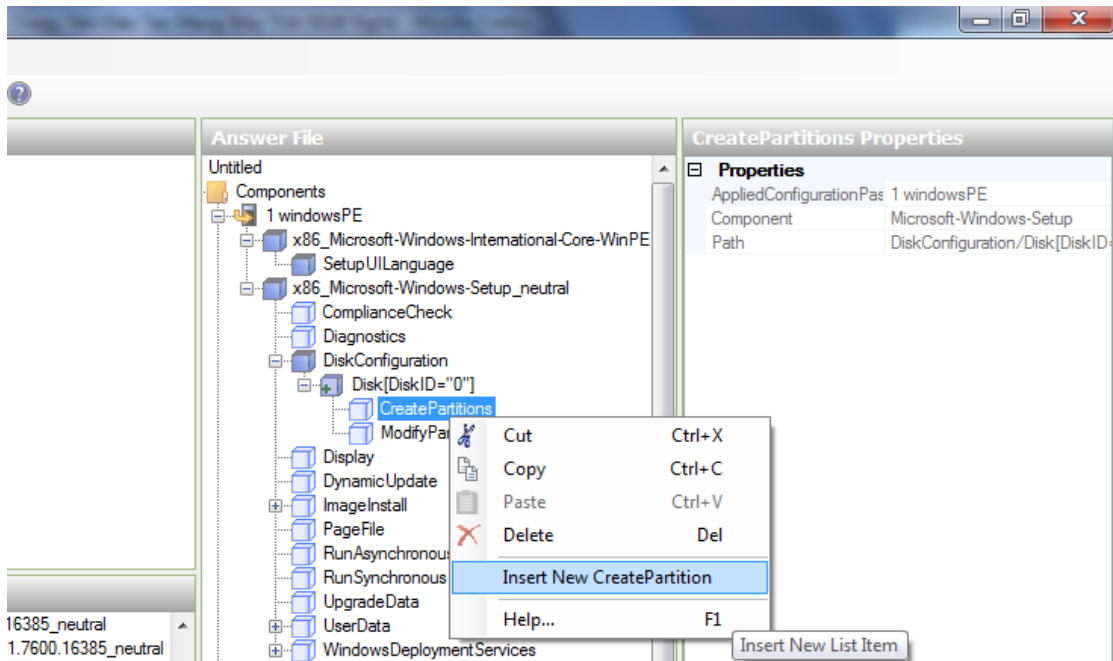 Answer File
CreatePartitions Properties
Untitled
Components
1 windowsPE
x86_Microsoft-Windows-International-Core-WinPE
SetupUILanguage
x86_Microsoft-Windows-Setup_neutral
ComplianceCheck
Diagnostics
DiskConfiguration
Disk[DiskID="0"]
CreatePartitions
ModifyPar
Display
DynamicUpdate
ImageInstall
PageFile
RunAsynchronous
RunSynchronous
UpgradeData
UserData
WindowsDeploymentServices
Properties
AppliedConfigurationPas 1 windowsPE
Component Microsoft-Windows-Setup
Path DiskConfiguration/Disk[DiskID=
Cut Ctrl+X
Copy Ctrl+C
Paste Ctrl+V
Delete Del
Insert New CreatePartition
Help... F1
Insert New List Item
16385_neutral
1.7600.16385_neutral